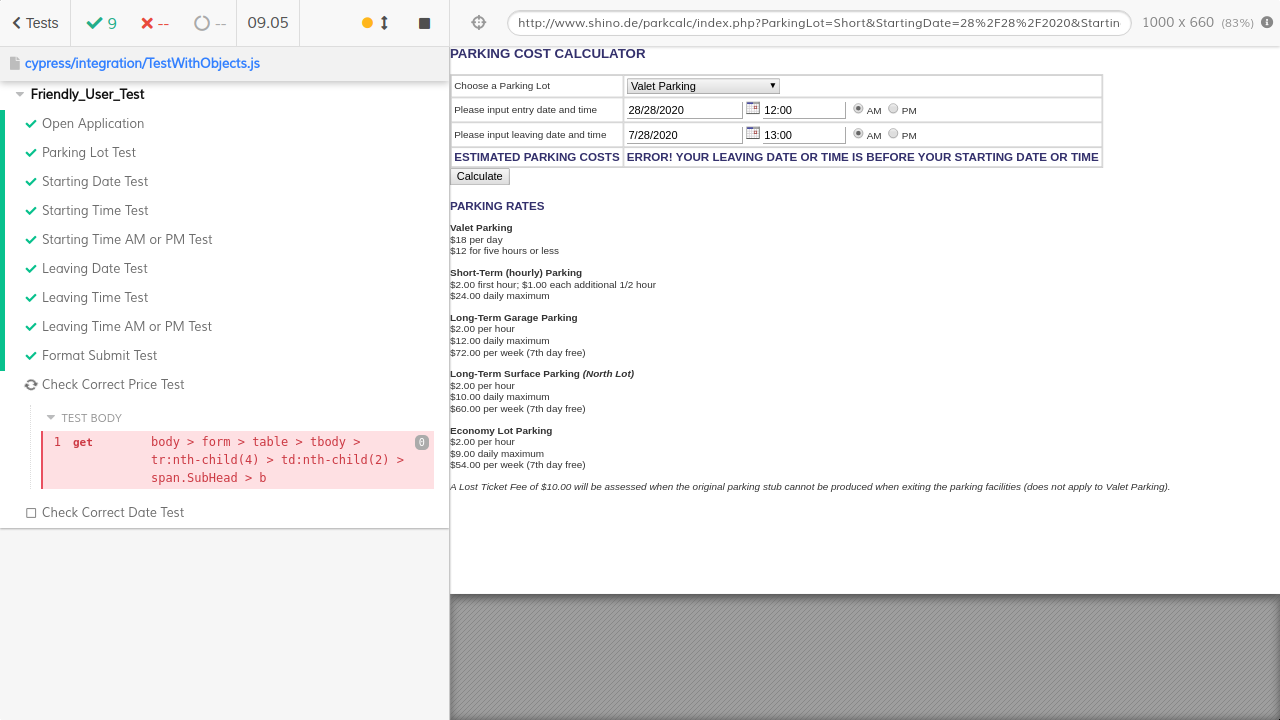 Tests
9
--
--
09.05
cypress/integration/TestWithObjects.js
Friendly_User_Test
Open Application
Parking Lot Test
Starting Date Test
Starting Time Test
Starting Time AM or PM Test
Leaving Date Test
Leaving Time Test
Leaving Time AM or PM Test
Format Submit Test
Check Correct Price Test
TEST BODY
1 get body > form > table > tbody > 0
tr:nth-child(4) > td:nth-child(2) >
span.SubHead > b
Check Correct Date Test
http://www.shino.de/parkcalc/index.php?ParkingLot=Short&StartingDate=28%2F28%2F2020&Startin
1000 x 660 (83%)
PARKING COST CALCULATOR
Choose a Parking Lot Valet Parking
Please input entry date and time 28/28/2020 12:00 AM PM
Please input leaving date and time 7/28/2020 13:00 AM PM
ESTIMATED PARKING COSTS ERROR! YOUR LEAVING DATE OR TIME IS BEFORE YOUR STARTING DATE OR TIME
Calculate
PARKING RATES
Valet Parking
$18 per day
$12 for five hours or less
Short-Term (hourly) Parking
$2.00 first hour; $1.00 each additional 1/2 hour
$24.00 daily maximum
Long-Term Garage Parking
$2.00 per hour
$12.00 daily maximum
$72.00 per week (7th day free)
Long-Term Surface Parking (North Lot)
$2.00 per hour
$10.00 daily maximum
$60.00 per week (7th day free)
Economy Lot Parking
$2.00 per hour
$9.00 daily maximum
$54.00 per week (7th day free)
A Lost Ticket Fee of $10.00 will be assessed when the original parking stub cannot be produced when exiting the parking facilities (does not apply to Valet Parking).